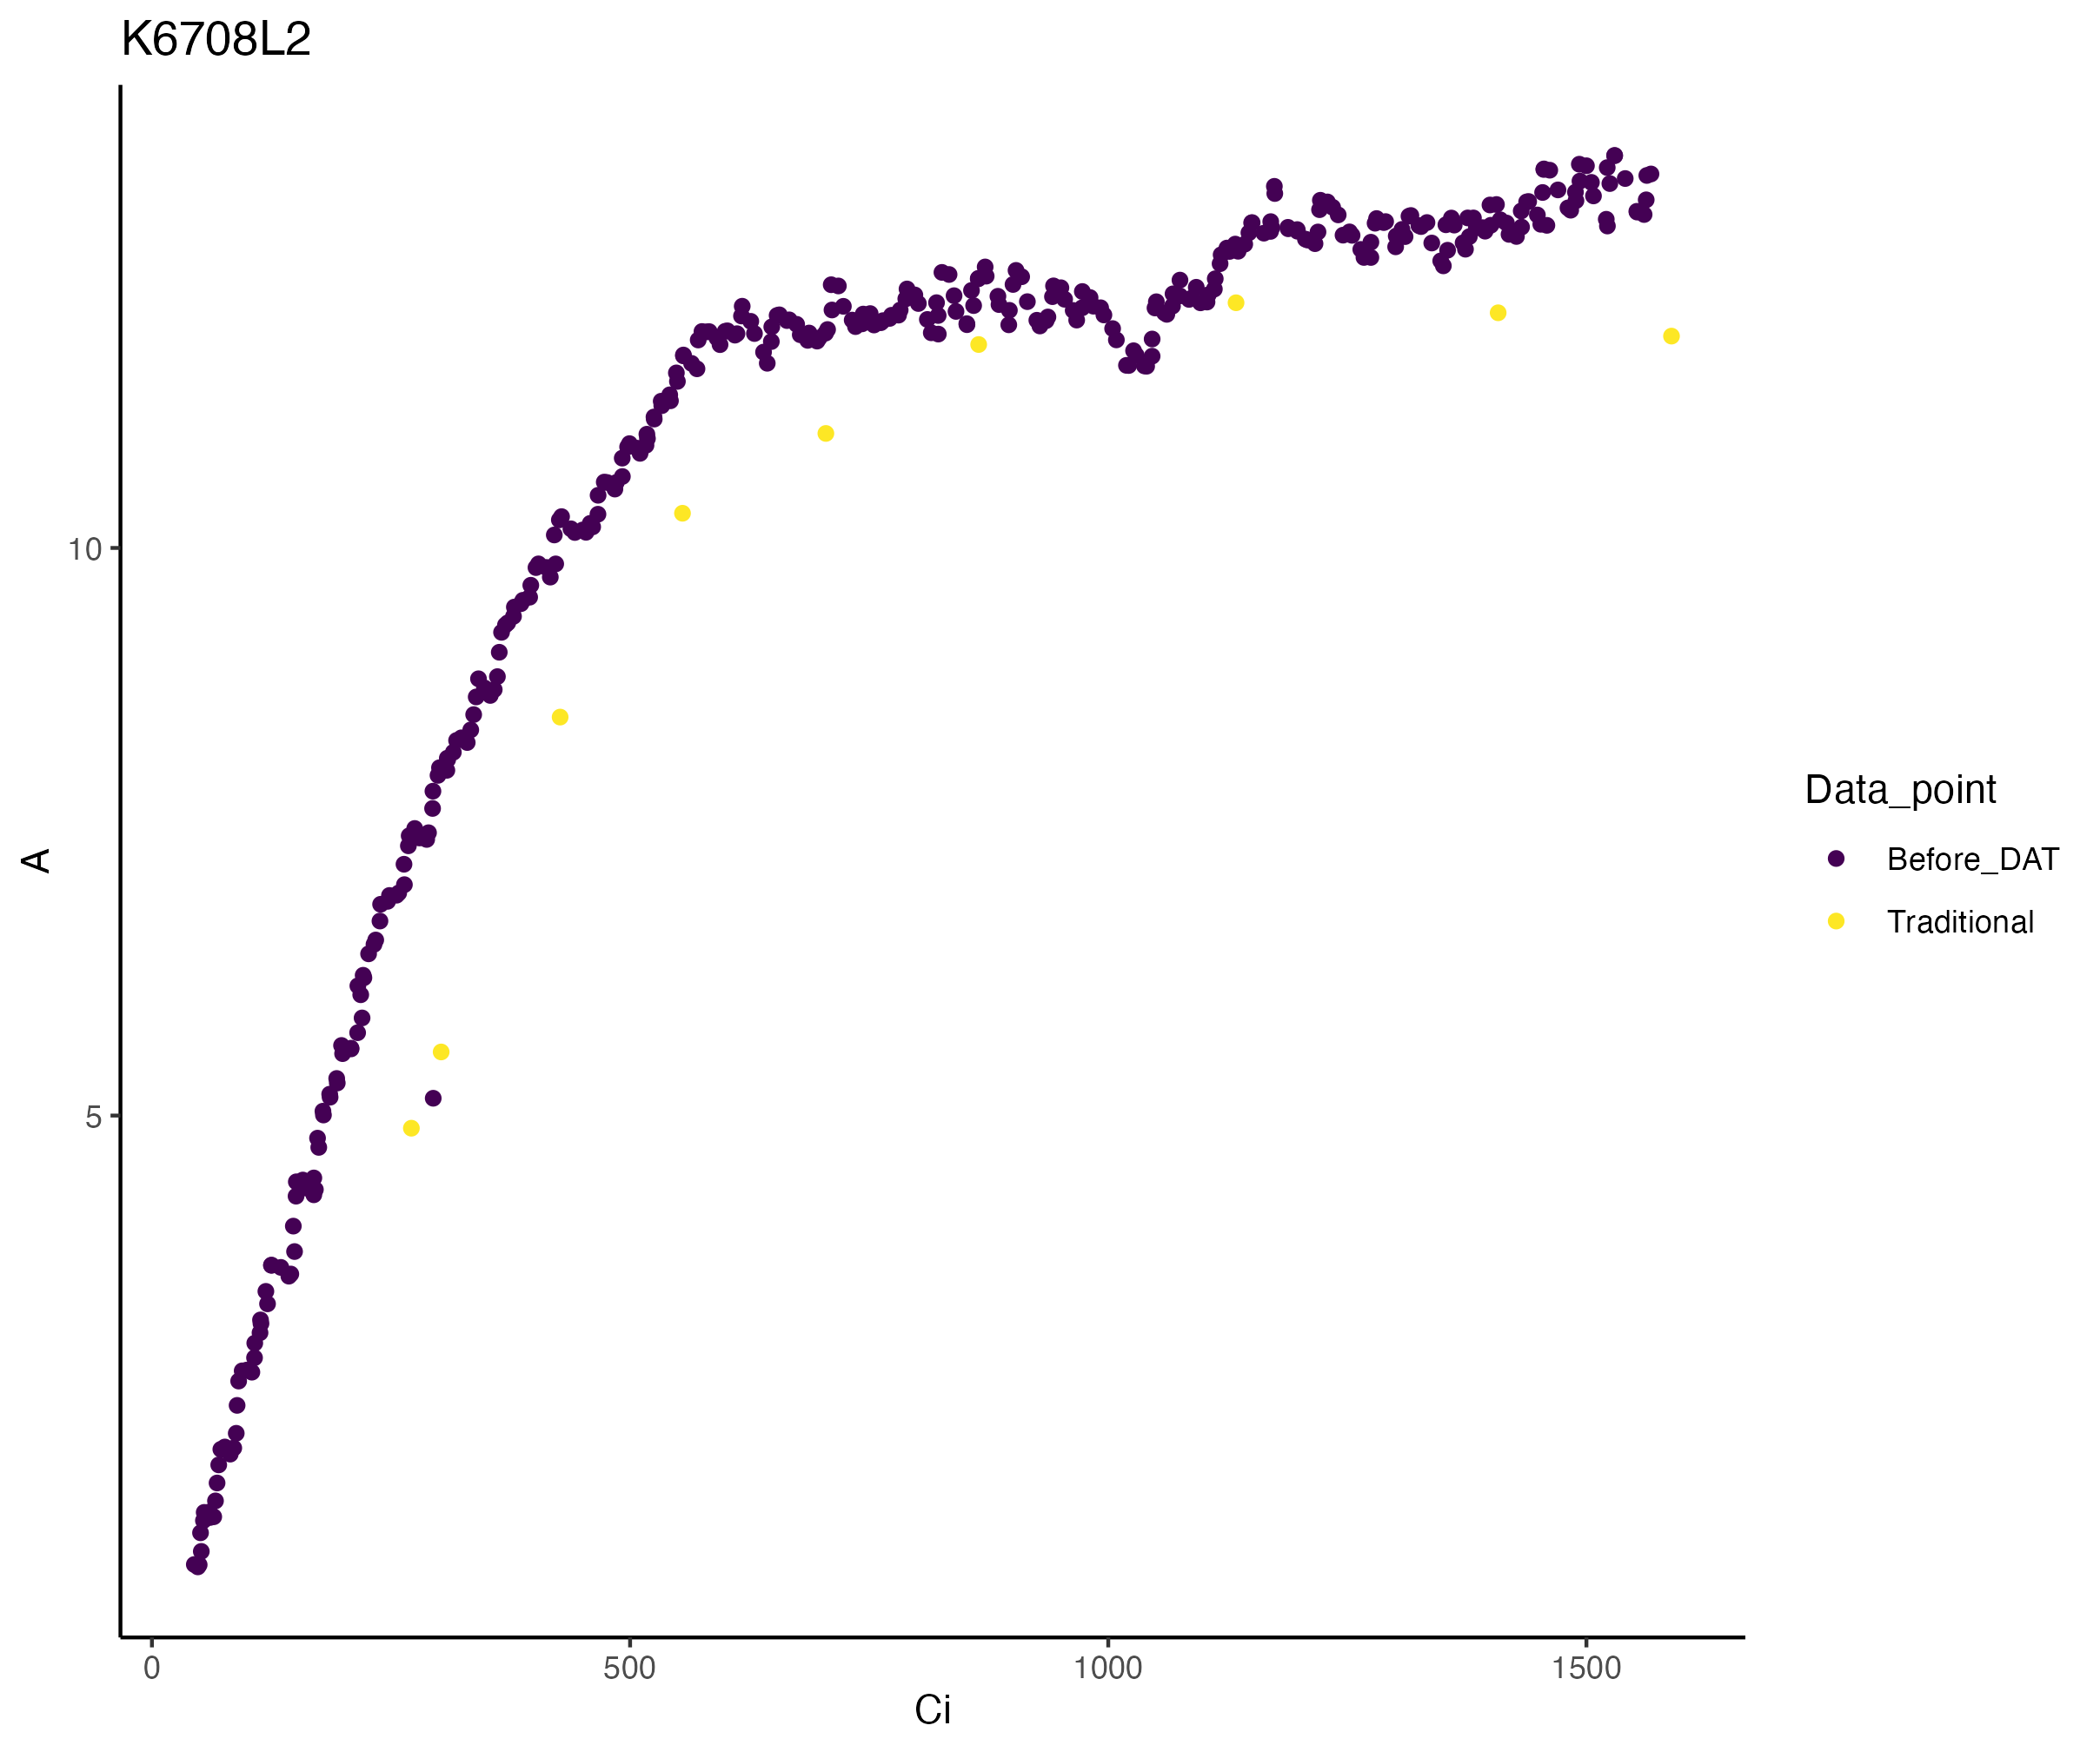 K6708L2
A
10
5
0
500
1000
1500
Ci
Data_point
Before_DAT
Traditional